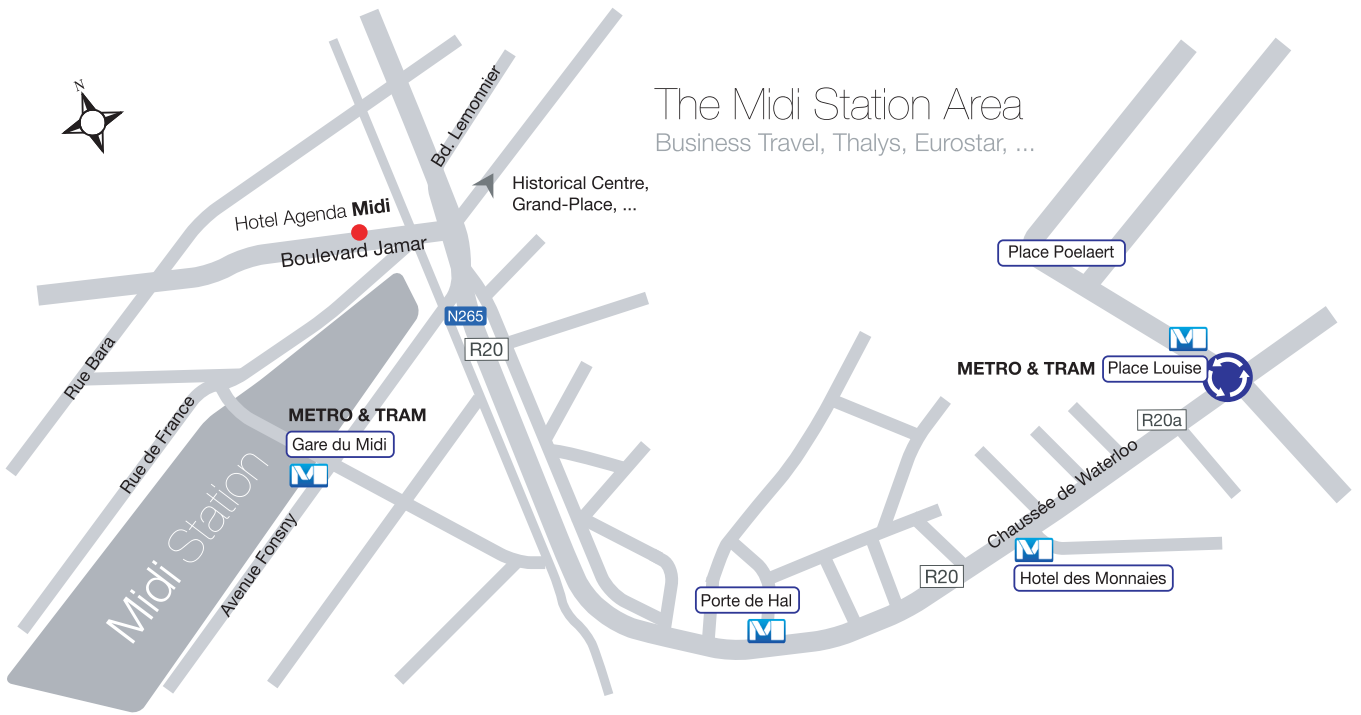 N
The Midi Station Area
Business Travel, Thalys, Eurostar, ...
Bd. Lemonnier
Historical Centre,
Grand-Place, ...
Hotel Agenda Midi
Boulevard Jamar
Place Poelaert
N265
R20
Rue Bara
METRO & TRAM
Place Louise
Rue de France
METRO & TRAM
Gare du Midi
R20a
Midi Station
Chaussée de Waterloo
Avenue Fonsny
R20
Hotel des Monnaies
Porte de Hal